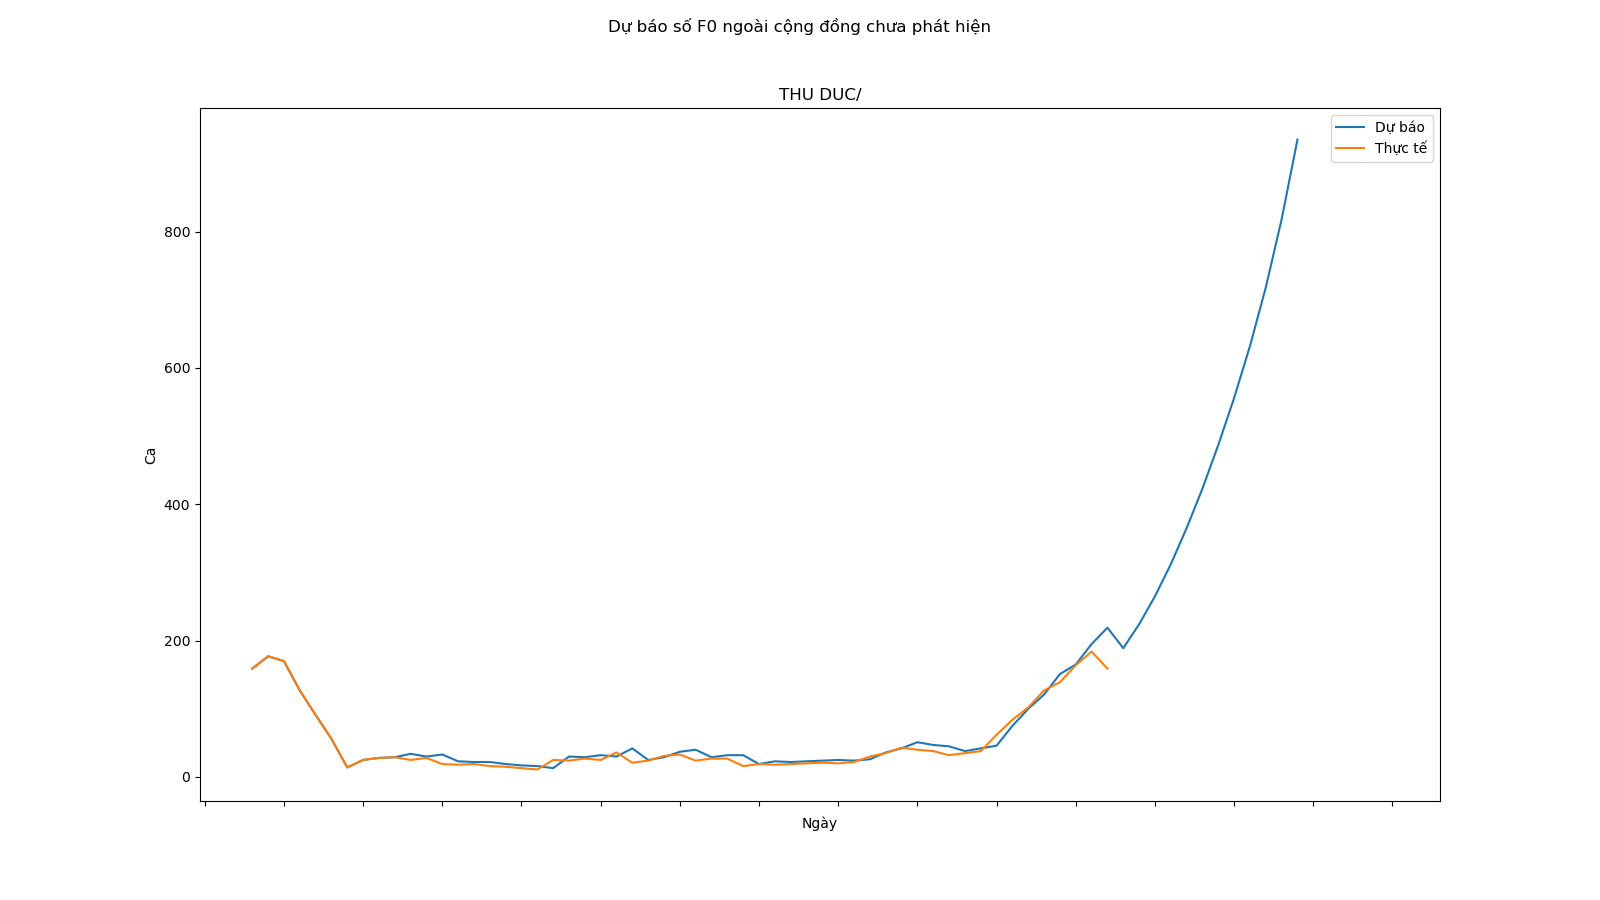 Dự báo số F0 ngoài cộng đồng chưa phát hiện
THU DUC/
Dự báo
Thực tế
800
600
400
200
0
Ca
Ngày